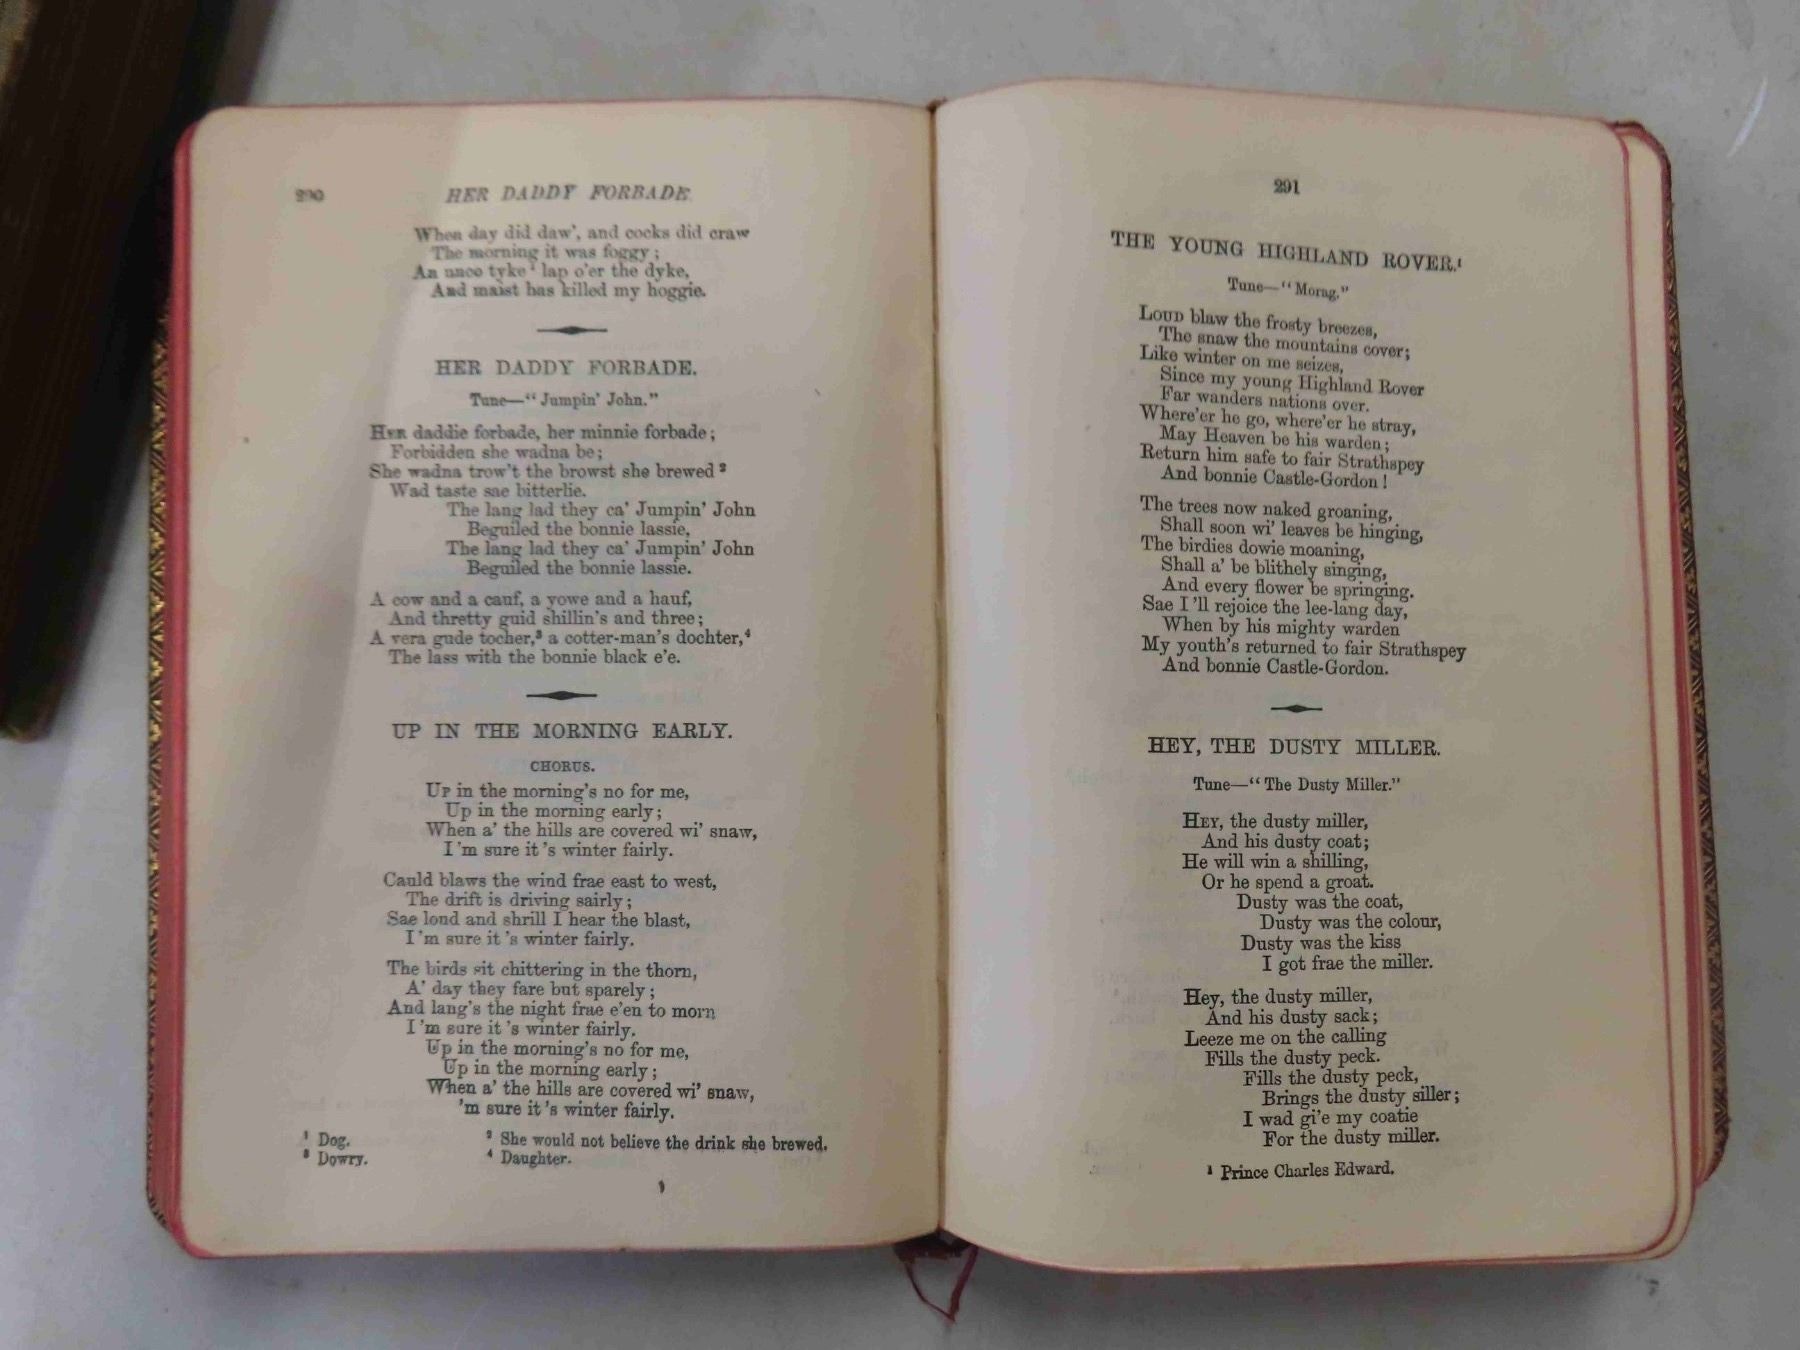 290 HER DADDY FORBADE.
When day did daw', and cocks did craw
The morning it was foggy;
An unco tyke¹ lap o'er the dyke,
And maist has killed my hoggie.
HER DADDY FORBADE.
Tune—"Jumpin' John."
HER daddie forbade, her minnie forbade;
Forbidden she wadna be;
She wadna trow't the browst she brewed²
Wad taste sae bitterlie.
The lang lad they ca' Jumpin' John
Beguiled the bonnie lassie,
The lang lad they ca' Jumpin' John
Beguiled the bonnie lassie.
A cow and a cauf, a yowe and a hauf,
And thretty guid shillin's and three;
A vera gude tocher,³ a cotter-man's dochter,⁴
The lass with the bonnie black e'e.
UP IN THE MORNING EARLY.
CHORUS.
UP in the morning's no for me,
Up in the morning early;
When a' the hills are covered wi' snaw,
I'm sure it's winter fairly.
Cauld blaws the wind frae east to west,
The drift is driving sairly;
Sae loud and shrill I hear the blast,
I'm sure it's winter fairly.
The birds sit chittering in the thorn,
A' day they fare but sparely;
And lang's the night frae e'en to morn
I'm sure it's winter fairly.
Up in the morning's no for me,
Up in the morning early;
When a' the hills are covered wi' snaw,
'm sure it's winter fairly.
¹ Dog. ² She would not believe the drink she brewed.
³ Dowry. ⁴ Daughter.
291
THE YOUNG HIGHLAND ROVER.¹
Tune—"Morag."
LOUD blaw the frosty breezes,
The snaw the mountains cover;
Like winter on me seizes,
Since my young Highland Rover
Far wanders nations over.
Where'er he go, where'er he stray,
May Heaven be his warden;
Return him safe to fair Strathspey
And bonnie Castle-Gordon!
The trees now naked groaning,
Shall soon wi' leaves be hinging,
The birdies dowie moaning,
Shall a' be blithely singing,
And every flower be springing.
Sae I'll rejoice the lee-lang day,
When by his mighty warden
My youth's returned to fair Strathspey
And bonnie Castle-Gordon.
HEY, THE DUSTY MILLER.
Tune—"The Dusty Miller."
HEY, the dusty miller,
And his dusty coat;
He will win a shilling,
Or he spend a groat.
Dusty was the coat,
Dusty was the colour,
Dusty was the kiss
I got frae the miller.
Hey, the dusty miller,
And his dusty sack;
Leeze me on the calling
Fills the dusty peck.
Fills the dusty peck,
Brings the dusty siller;
I wad gi'e my coatie
For the dusty miller.
¹ Prince Charles Edward.